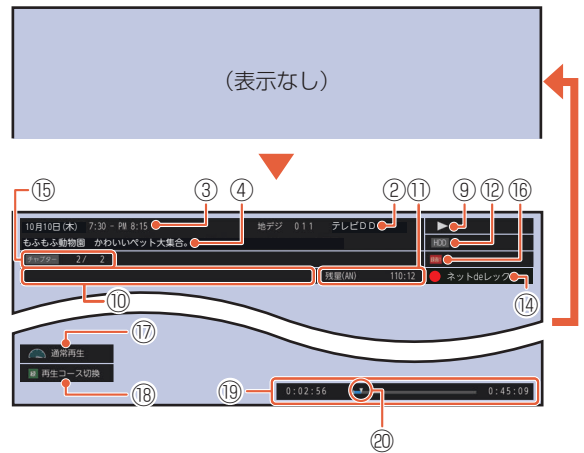 (表示なし)
⑮ ③ ④ ② ⑪ ⑨ ⑫ ⑯
10月10日(木) 7:30 - PM 8:15 地デジ 011 テレビDD
もふもふ動物園 かわいいペット大集合。 HDD
チャプター 2/ 2
残量(AN) 110:12 ネットdeレック
⑩ ⑭
⑰
通常再生
緑 再生コース切換
⑱ ⑲ 0:02:56 0:45:09
⑳